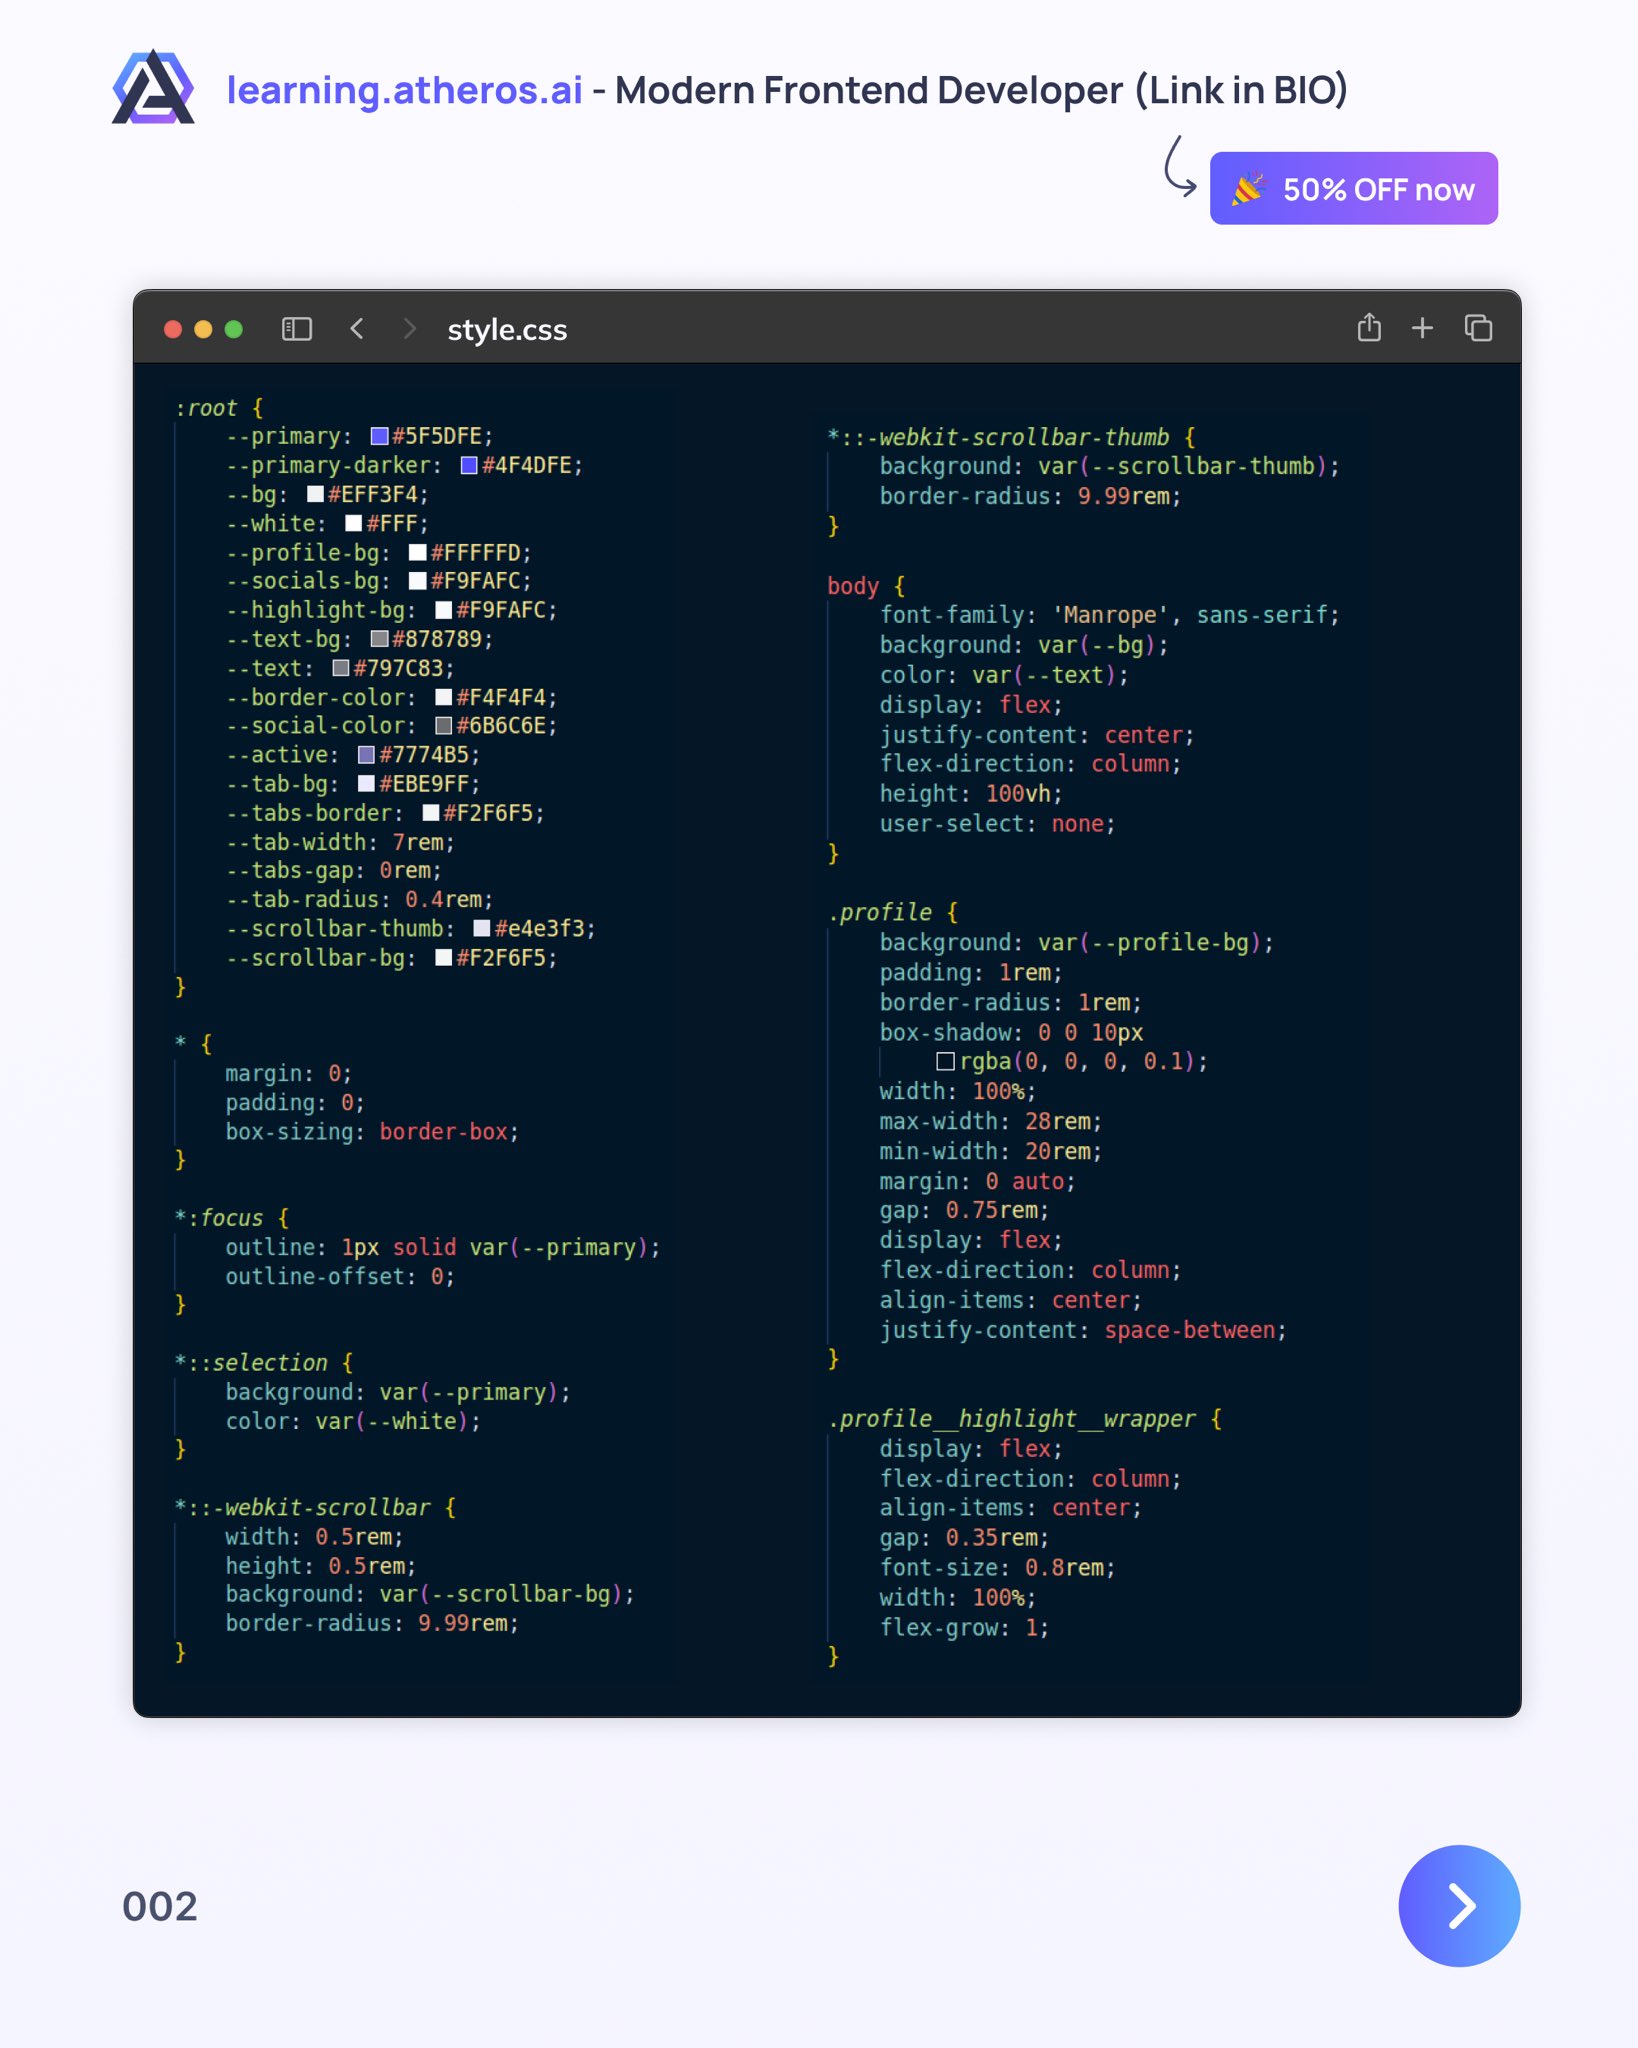 learning.atheros.ai - Modern Frontend Developer (Link in BIO)
50% OFF now
style.css
:root {
--primary: #5F5DFE;
--primary-darker: #4F4DFE;
--bg: #EFF3F4;
--white: #FFF;
--profile-bg: #FFFFFD;
--socials-bg: #F9FAFC;
--highlight-bg: #F9FAFC;
--text-bg: #878789;
--text: #797C83;
--border-color: #F4F4F4;
--social-color: #6B6C6E;
--active: #7774B5;
--tab-bg: #EBE9FF;
--tabs-border: #F2F6F5;
--tab-width: 7rem;
--tabs-gap: 0rem;
--tab-radius: 0.4rem;
--scrollbar-thumb: #e4e3f3;
--scrollbar-bg: #F2F6F5;
}
* {
margin: 0;
padding: 0;
box-sizing: border-box;
}
*:focus {
outline: 1px solid var(--primary);
outline-offset: 0;
}
*::selection {
background: var(--primary);
color: var(--white);
}
*::-webkit-scrollbar {
width: 0.5rem;
height: 0.5rem;
background: var(--scrollbar-bg);
border-radius: 9.99rem;
}
*::-webkit-scrollbar-thumb {
background: var(--scrollbar-thumb);
border-radius: 9.99rem;
}
body {
font-family: 'Manrope', sans-serif;
background: var(--bg);
color: var(--text);
display: flex;
justify-content: center;
flex-direction: column;
height: 100vh;
user-select: none;
}
.profile {
background: var(--profile-bg);
padding: 1rem;
border-radius: 1rem;
box-shadow: 0 0 10px
rgba(0, 0, 0, 0.1);
width: 100%;
max-width: 28rem;
min-width: 20rem;
margin: 0 auto;
gap: 0.75rem;
display: flex;
flex-direction: column;
align-items: center;
justify-content: space-between;
}
.profile__highlight__wrapper {
display: flex;
flex-direction: column;
align-items: center;
gap: 0.35rem;
font-size: 0.8rem;
width: 100%;
flex-grow: 1;
}
002